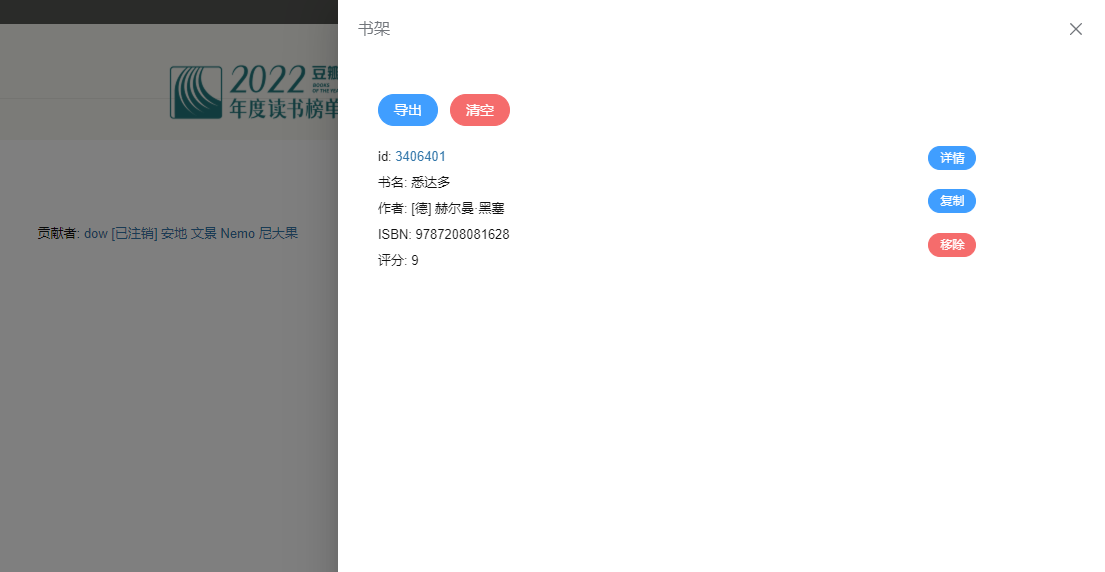 书架
2022
豆瓣
BOOKS
OF THE YEA
年度读书榜单
导出 清空
id: 3406401
书名: 悉达多
作者: [德] 赫尔曼·黑塞
ISBN: 9787208081628
评分: 9
详情
复制
移除
贡献者: dow [已注销] 安地 文景 Nemo 尼大果